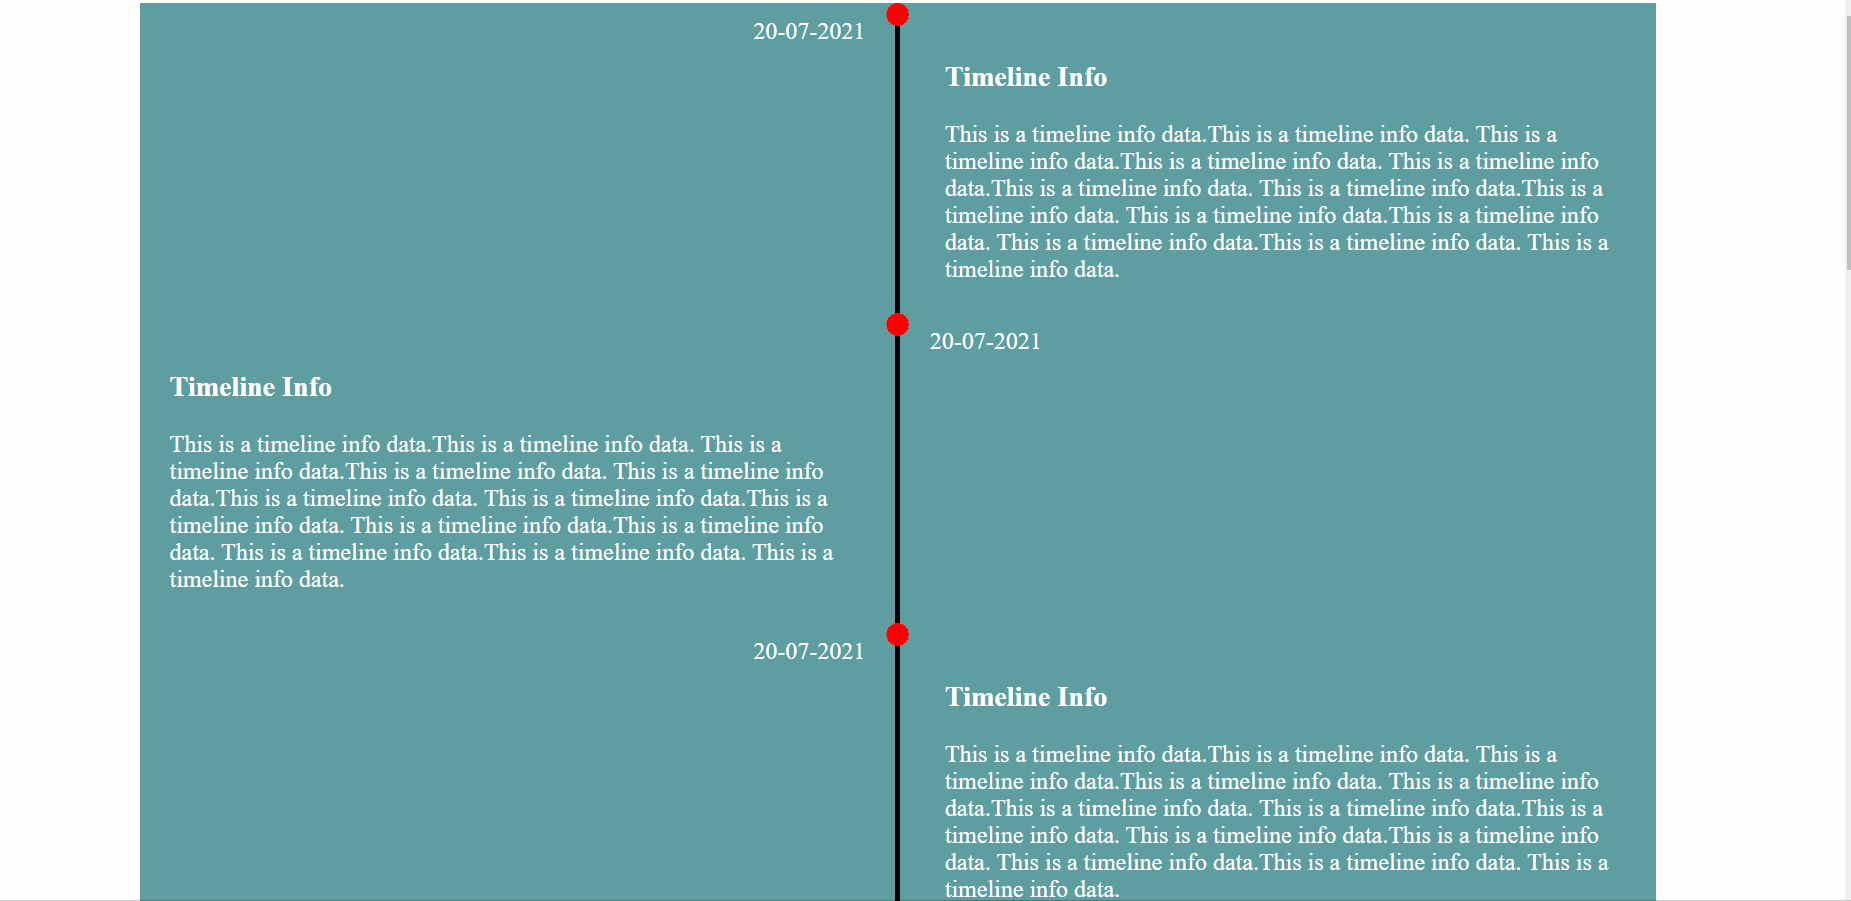 20-07-2021
Timeline Info
This is a timeline info data.This is a timeline info data. This is a
timeline info data.This is a timeline info data. This is a timeline info
data.This is a timeline info data. This is a timeline info data.This is a
timeline info data. This is a timeline info data.This is a timeline info
data. This is a timeline info data.This is a timeline info data. This is a
timeline info data.
20-07-2021
Timeline Info
This is a timeline info data.This is a timeline info data. This is a
timeline info data.This is a timeline info data. This is a timeline info
data.This is a timeline info data. This is a timeline info data.This is a
timeline info data. This is a timeline info data.This is a timeline info
data. This is a timeline info data.This is a timeline info data. This is a
timeline info data.
20-07-2021
Timeline Info
This is a timeline info data.This is a timeline info data. This is a
timeline info data.This is a timeline info data. This is a timeline info
data.This is a timeline info data. This is a timeline info data.This is a
timeline info data. This is a timeline info data.This is a timeline info
data. This is a timeline info data.This is a timeline info data. This is a
timeline info data.